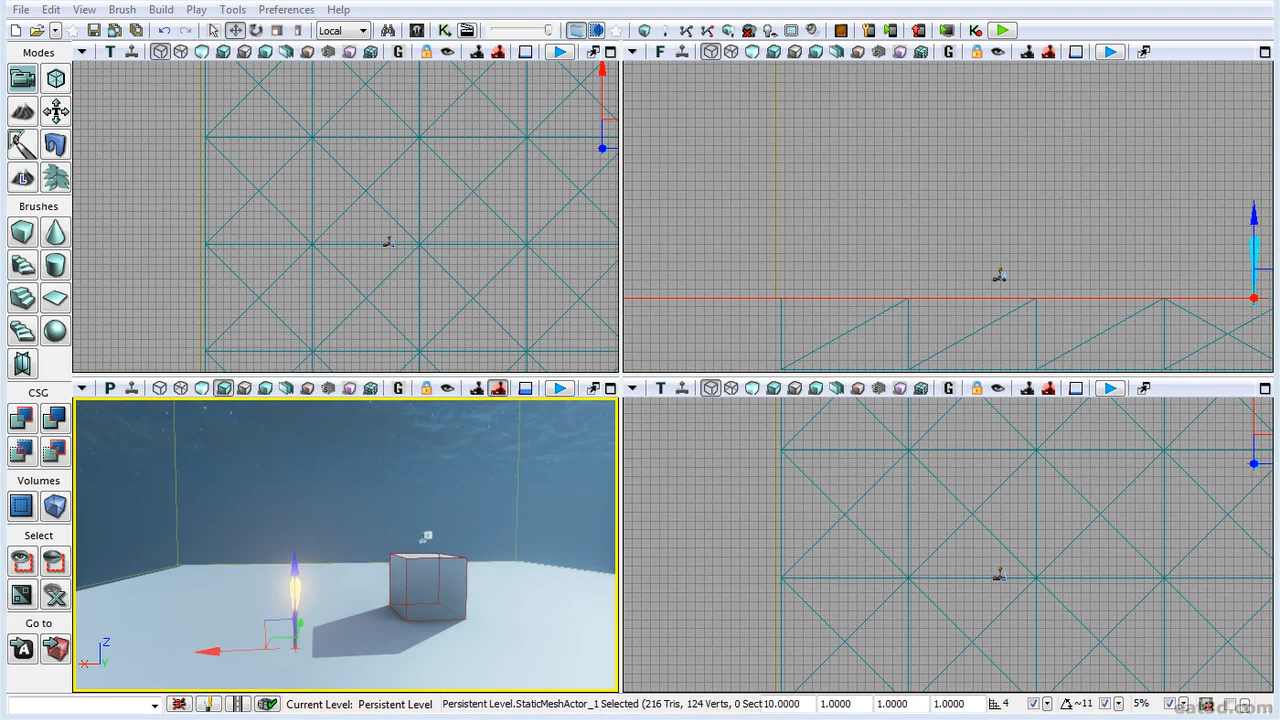 File Edit View Brush Build Play Tools Preferences Help
Local
Modes T G F G
Brushes
CSG P G T G
Volumes
Select
Go to
Z
X Y
Current Level: Persistent Level Persistent Level.StaticMeshActor_1 Selected (216 Tris, 124 Verts, 0 Sect 10.0000 1.0000 1.0000 1.0000 4 ~11 5%
eat3d.com